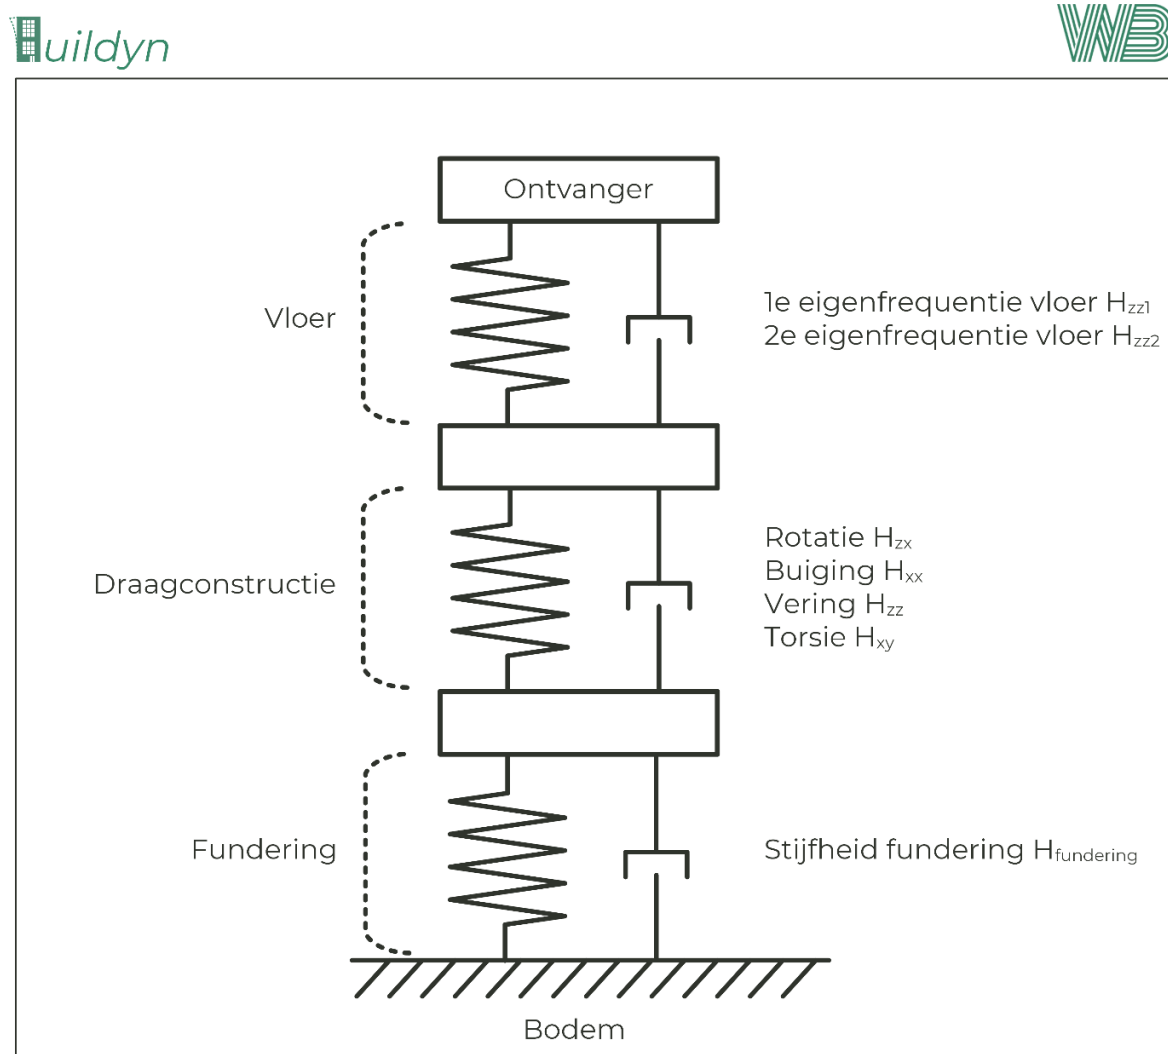 Buildyn
WB
Ontvanger
Vloer
1e eigenfrequentie vloer Hzz1
2e eigenfrequentie vloer Hzz2
Draagconstructie
Rotatie Hzx
Buiging Hxx
Vering Hzz
Torsie Hxy
Fundering
Stijfheid fundering Hfundering
Bodem